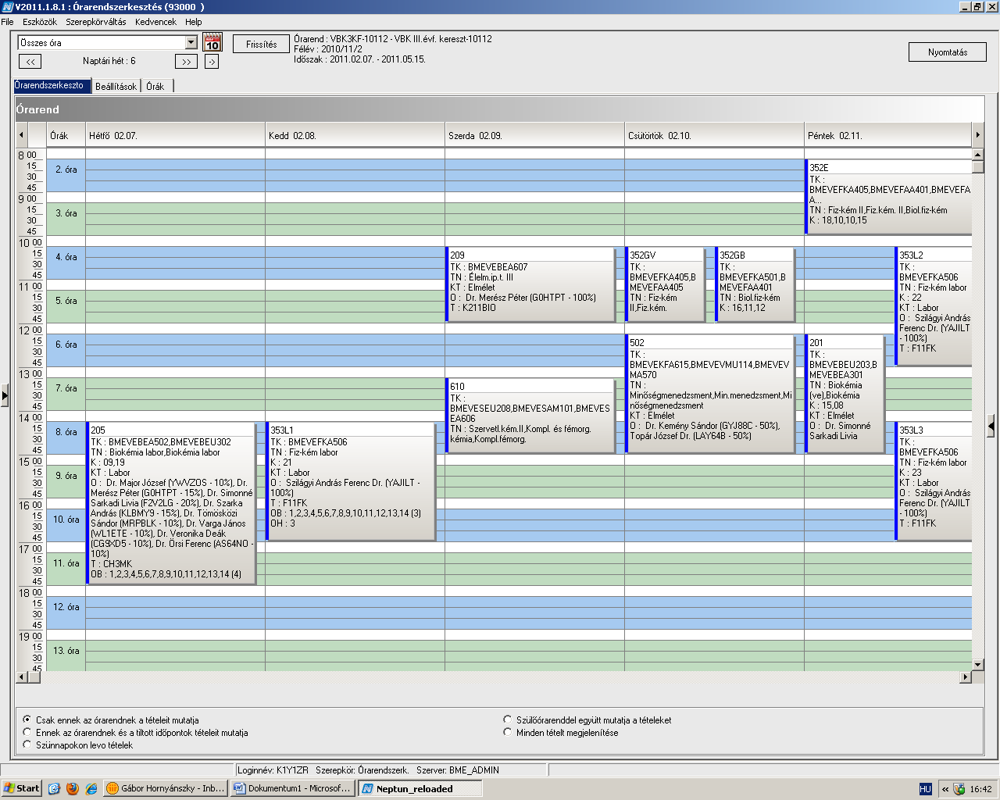 V2011.1.8.1 : Órarendszerkesztés (93000  )
File Eszközök Szerepkörváltás Kedvencek Help
Összes óra
10
Frissítés
Órarend : VBK3KF-10112 - VBK III.évf. kereszt-10112
Félév : 2010/11/2
Időszak : 2011.02.07. - 2011.05.15.
Nyomtatás
<< Naptári hét : 6 >> ->
Órarendszerkeszto Beállítások Órák
Órarend
Órák Hétfő 02.07. Kedd 02.08. Szerda 02.09. Csütörtök 02.10. Péntek 02.11.
8 00
15
30
45
9 00
15
30
45
10 00
15
30
45
11 00
15
30
45
12 00
15
30
45
13 00
15
30
45
14 00
15
30
45
15 00
15
30
45
16 00
15
30
45
17 00
15
30
45
18 00
15
30
45
19 00
15
30
45
2. óra
3. óra
4. óra
5. óra
6. óra
7. óra
8. óra
9. óra
10. óra
11. óra
12. óra
13. óra
205
TK : BMEVEBEA502,BMEVEBEU302
TN : Biokémia labor,Biokémia labor
K : 09,19
KT : Labor
O :  Dr. Major József (YWVZOS - 10%), Dr.
Merész Péter (G0HTPT - 15%), Dr. Simonné
Sarkadi Livia (F2V2LG - 20%), Dr. Szarka
András (KLBMY9 - 15%), Dr. Tömösközi
Sándor (MRPBLK - 10%), Dr. Varga János
(WL1ETE - 10%), Dr. Veronika Deák
(CG9XD5 - 10%), Dr. Örsi Ferenc (AS64NO -
10%)
T : CH3MK
OB : 1,2,3,4,5,6,7,8,9,10,11,12,13,14 (4)
353L1
TK : BMEVEFKA506
TN : Fiz-kém labor
K : 21
KT : Labor
O :  Szilágyi András Ferenc Dr. (YAJILT -
100%)
T : F11FK
OB : 1,2,3,4,5,6,7,8,9,10,11,12,13,14 (3)
OH : 3
209
TK : BMEVEBEA607
TN : Élelm.ip.t. III
KT : Elmélet
O :  Dr. Merész Péter (G0HTPT - 100%)
T : K211BIO
610
TK :
BMEVESEU208,BMEVESAM101,BMEVES
EA606
TN : Szervetl.kém.II,Kompl. és fémorg.
kémia,Kompl.fémorg.
352GV
TK :
BMEVEFKA405,B
MEVEFAA405
TN : Fiz-kém
II,Fiz.kém.
352GB
TK :
BMEVEFKA501,B
MEVEFAA401
TN : Biol.fiz-kém
K : 16,11,12
502
TK :
BMEVEKFA615,BMEVEVMU114,BMEVEV
MA570
TN :
Minőségmenedzsment,Min.menedzsment,Mi
nőségmenedzsment
KT : Elmélet
O :  Dr. Kemény Sándor (GYJ88C - 50%),
Topár József Dr. (LAY64B - 50%)
352E
TK :
BMEVEFKA405,BMEVEFAA401,BMEVEFA
A...
TN : Fiz-kém II,Fiz.kém. II,Biol.fiz-kém
K : 18,10,10,15
201
TK :
BMEVEBEU203,B
MEVEBEA301
TN : Biokémia
(ve),Biokémia
K : 15,08
KT : Elmélet
O :  Dr. Simonné
Sarkadi Livia
353L2
TK :
BMEVEFKA506
TN : Fiz-kém labor
K : 22
KT : Labor
O :  Szilágyi András
Ferenc Dr. (YAJILT
- 100%)
T : F11FK
353L3
TK :
BMEVEFKA506
TN : Fiz-kém labor
K : 23
KT : Labor
O :  Szilágyi András
Ferenc Dr. (YAJILT
- 100%)
T : F11FK
Csak ennek az órarendnek a tételeit mutatja
Ennek az órarendnek és a tiltott időpontok tételeit mutatja
Szünnapokon levo tételek
Szülőórarenddel együtt mutatja a tételeket
Minden tételt megjelenítése
Loginnév: K1Y1ZR Szerepkör: Órarendszerk. Szerver: BME_ADMIN
Start Gábor Hornyánszky - Inb... Dokumentum1 - Microsof... Neptun_reloaded HU « 16:42